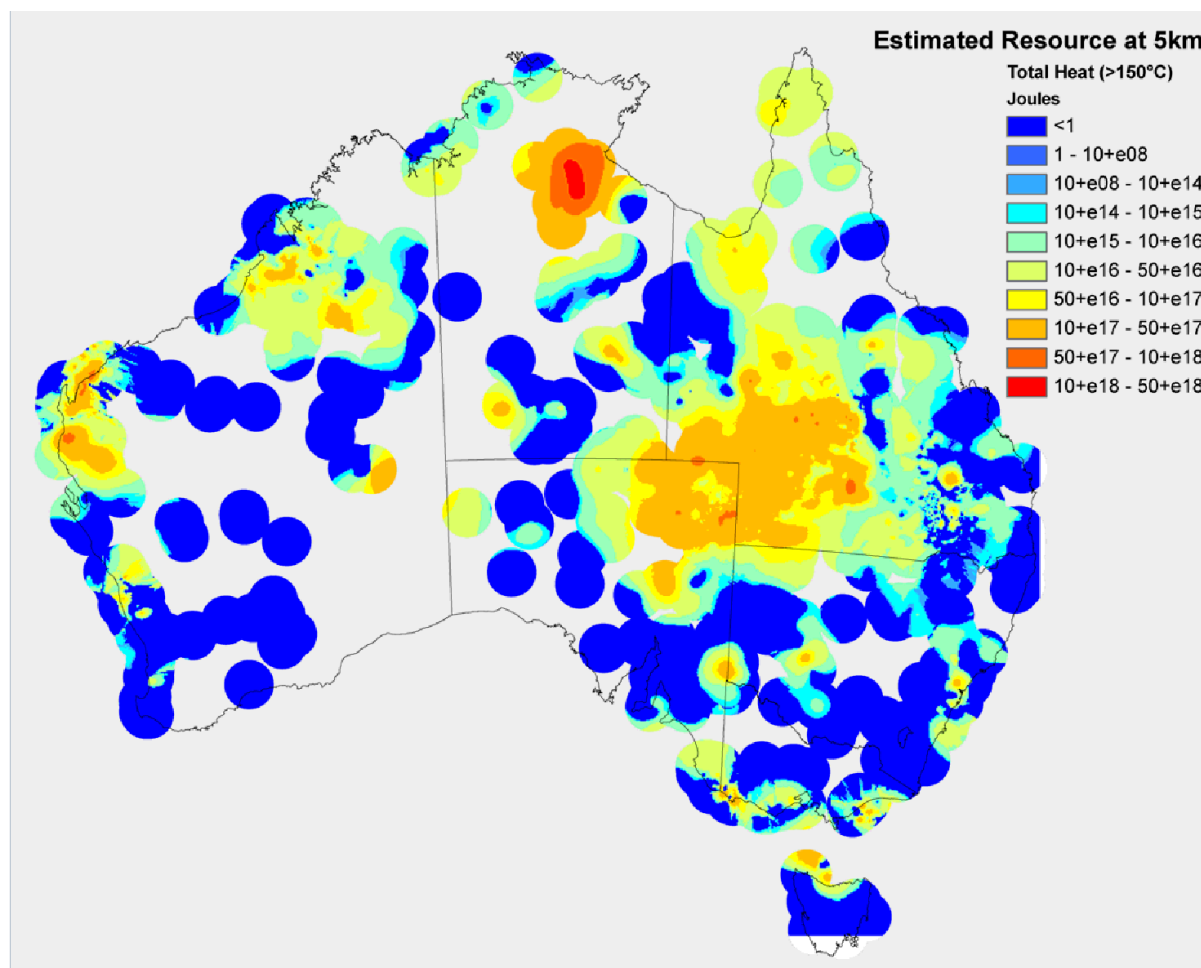 Estimated Resource at 5km
Total Heat (>150°C)
Joules
<1
1 - 10+e08
10+e08 - 10+e14
10+e14 - 10+e15
10+e15 - 10+e16
10+e16 - 50+e16
50+e16 - 10+e17
10+e17 - 50+e17
50+e17 - 10+e18
10+e18 - 50+e18